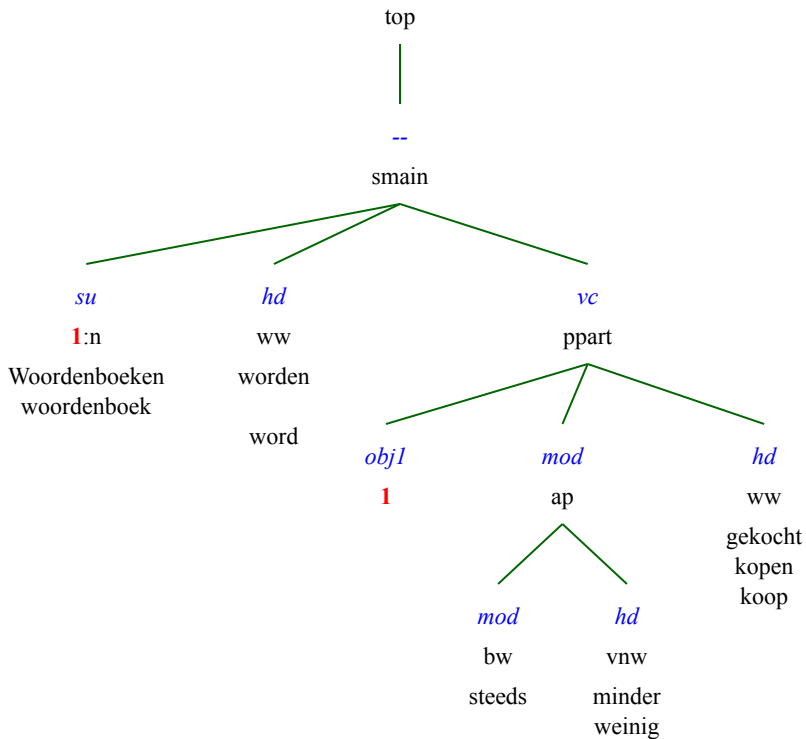 top
--
smain
su hd vc
1:n ww ppart
Woordenboeken worden
woordenboek
word
obj1 mod hd
1 ap ww
gekocht
kopen
koop
mod hd
bw vnw
steeds minder
weinig